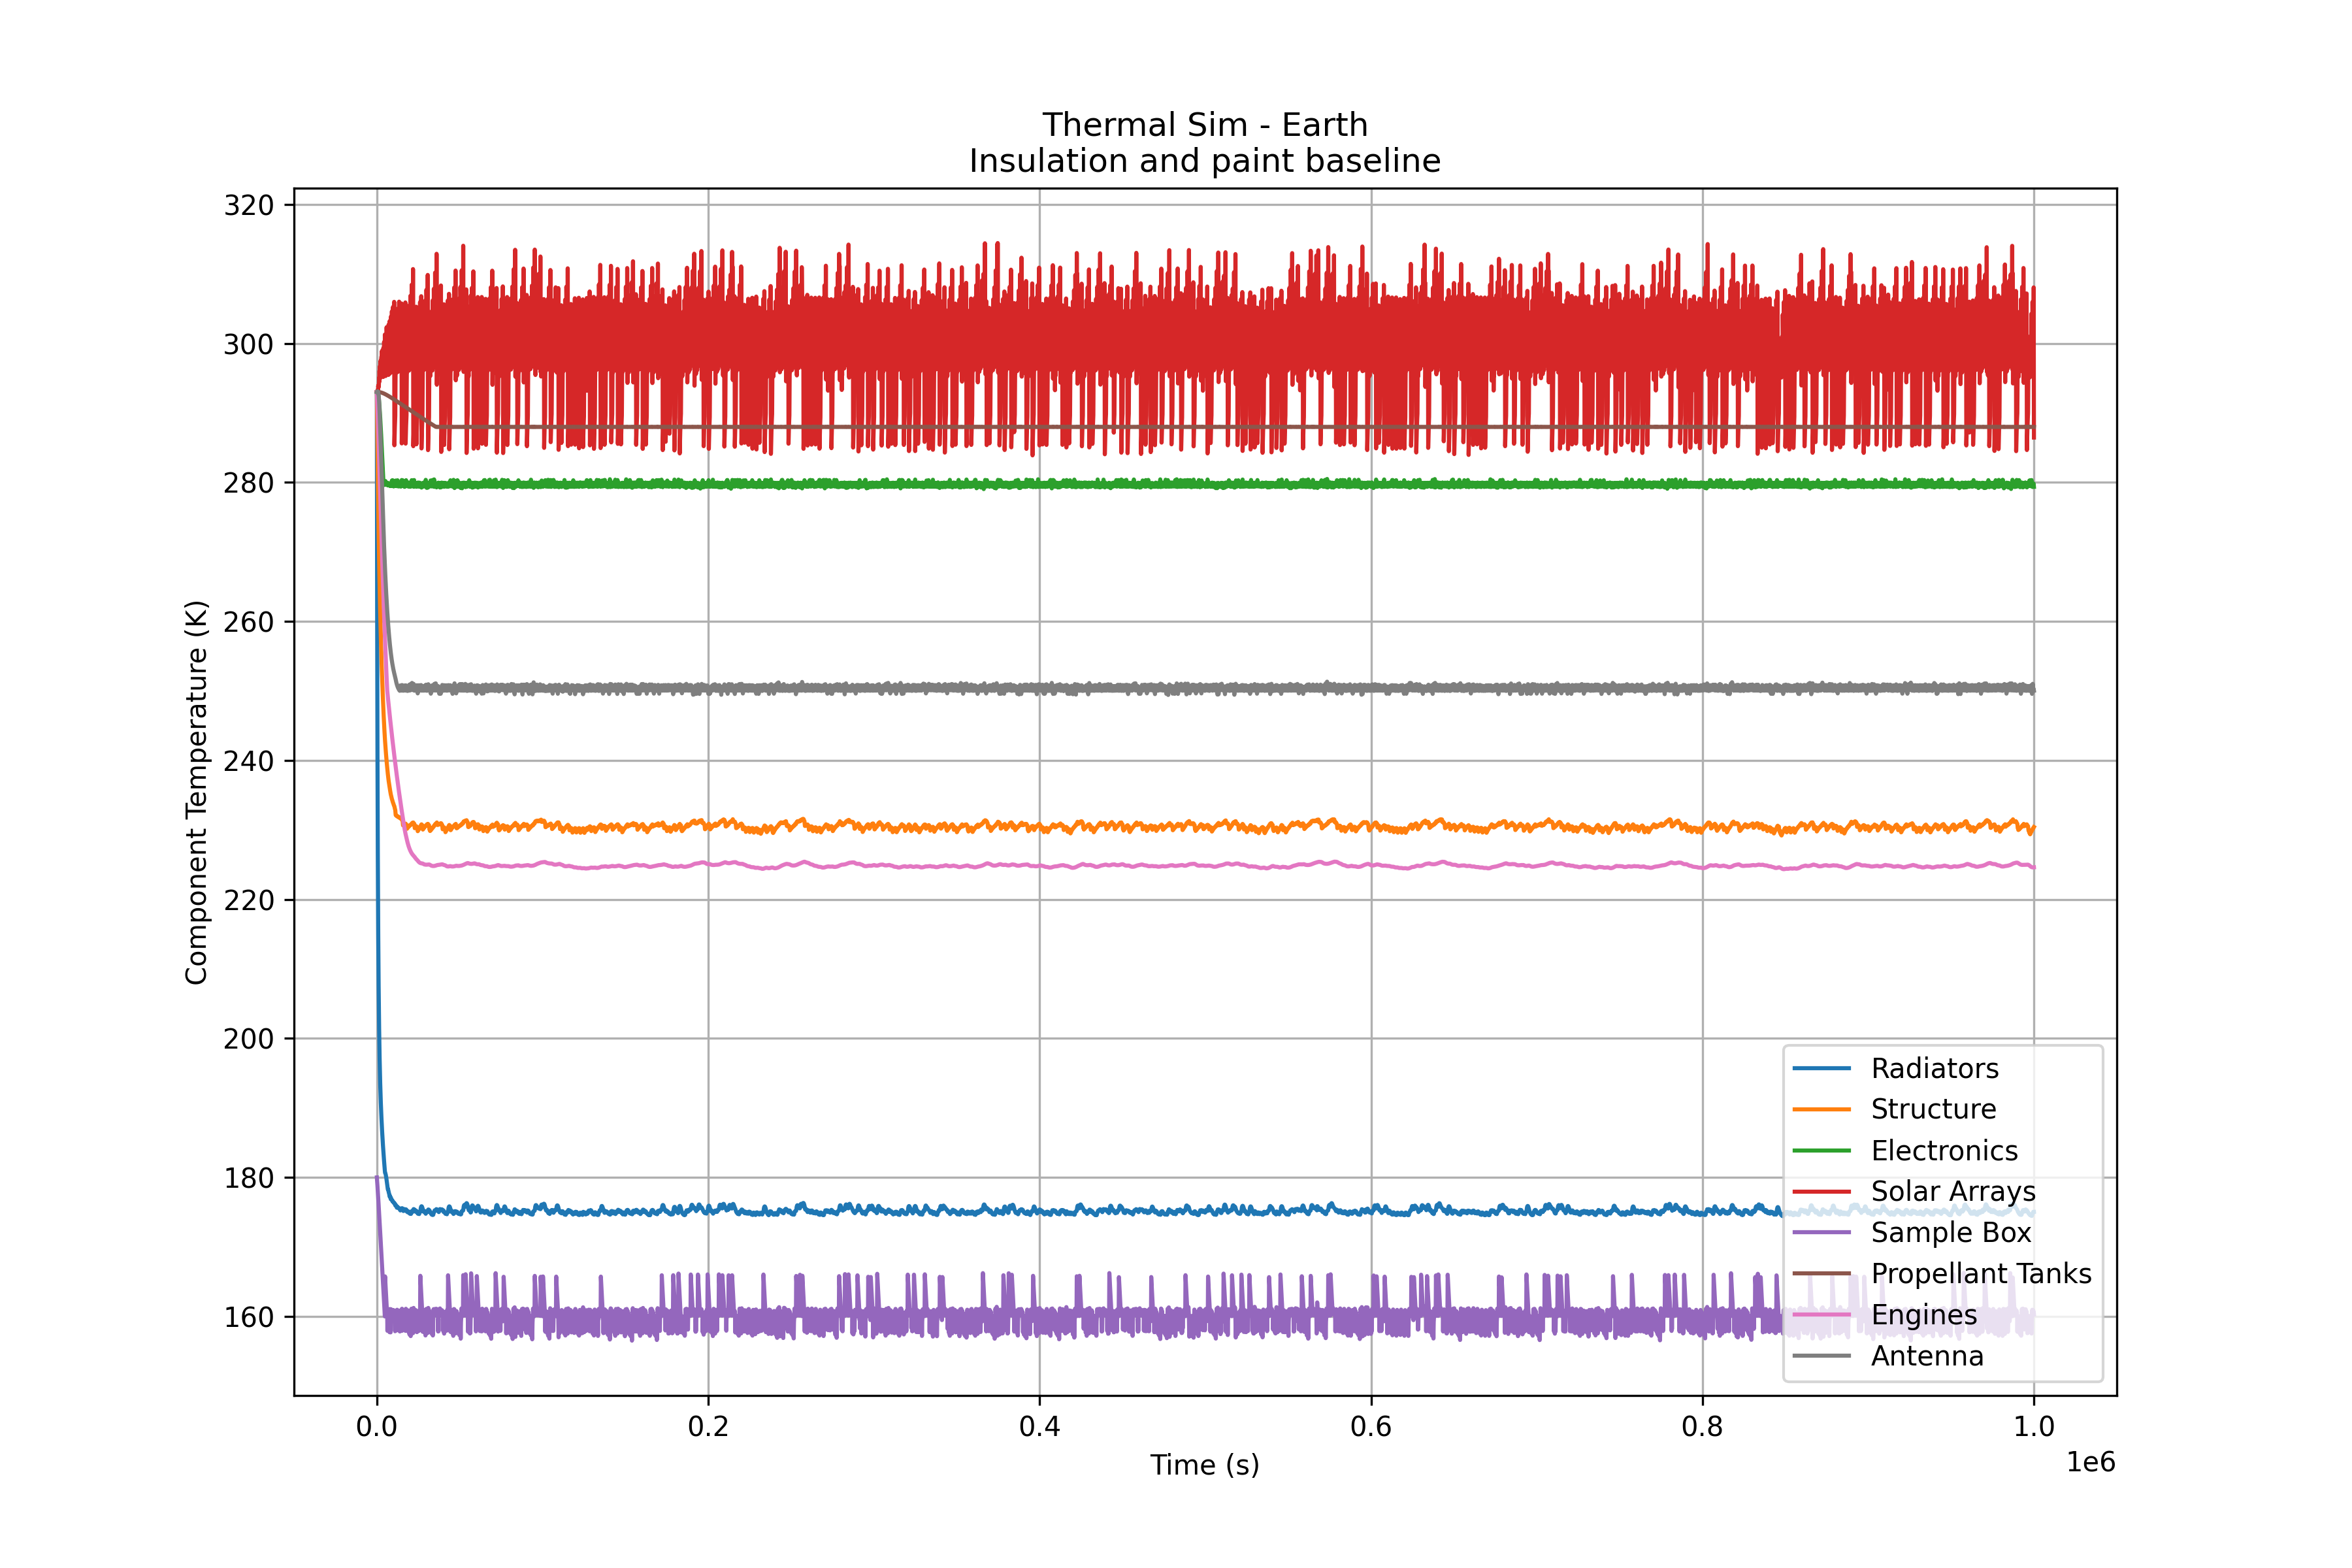 Thermal Sim - Earth
Insulation and paint baseline
Component Temperature (K)
320
300
280
260
240
220
200
180
160
Radiators
Structure
Electronics
Solar Arrays
Sample Box
Propellant Tanks
Engines
Antenna
0.0 0.2 0.4 0.6 0.8 1.0
1e6
Time (s)